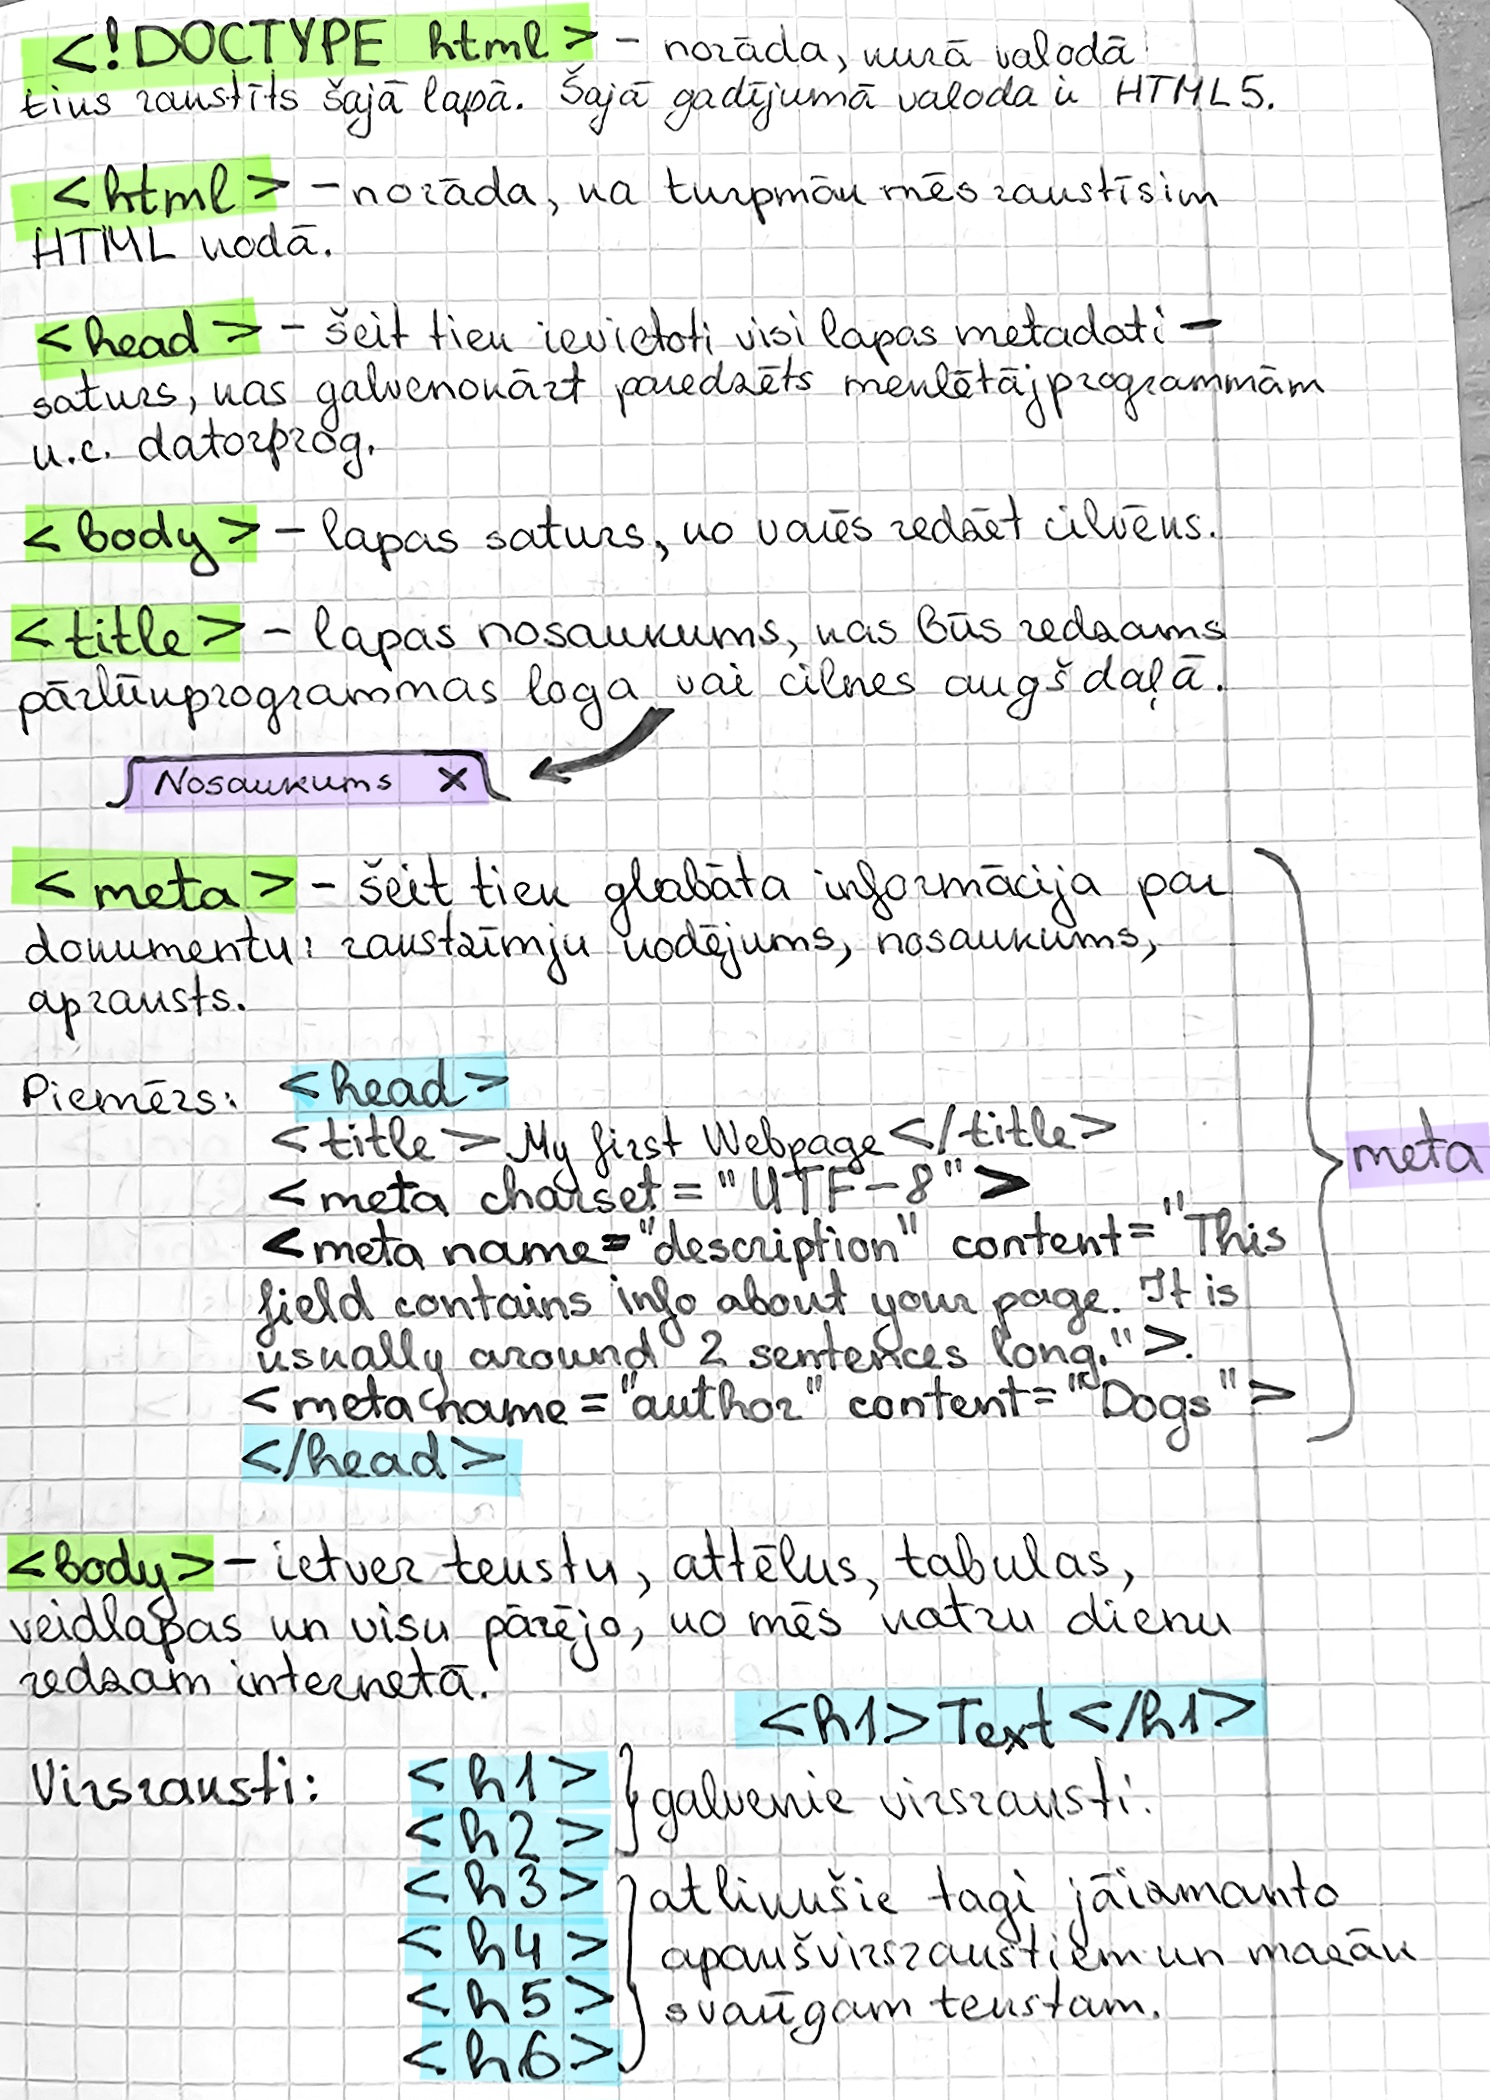 <!DOCTYPE html> – norāda, kurā valodā
tiks rakstīts šajā lapā. Šajā gadījumā valoda ir HTML5.
<html> – norāda, ka turpmāk mēs rakstīsim
HTML kodā.
<head> – šeit tiek ievietoti visi lapas metadati –
saturs, kas galvenokārt paredzēts meklētājprogrammām
u.c. datorprog.
<body> – lapas saturs, ko varēs redzēt cilvēks.
<title> – lapas nosaukums, kas būs redzams
pārlūkprogrammas loga vai cilnes augšdaļā.
Nosaukums X
<meta> – šeit tiek glabāta informācija par
dokumentu: rakstzīmju kodējums, nosaukums,
apraksts.
Piemērs: <head>
<title>My first Webpage</title>
<meta charset="UTF-8">
<meta name="description" content="This
field contains info about your page. It is
usually around 2 sentences long.">
<meta name="author" content="Dogs">
</head>
meta
<body> – ietver tekstu, attēlus, tabulas,
veidlapas un visu pārējo, ko mēs katru dienu
redzam internetā.
<h1>Text</h1>
Virsraksti: <h1>
<h2>
galvenie virsraksti.
<h3>
<h4>
<h5>
<h6>
atlikušie tagi jāizmanto
apakšvirsrakstiem un mazāk
svarīgam tekstam.